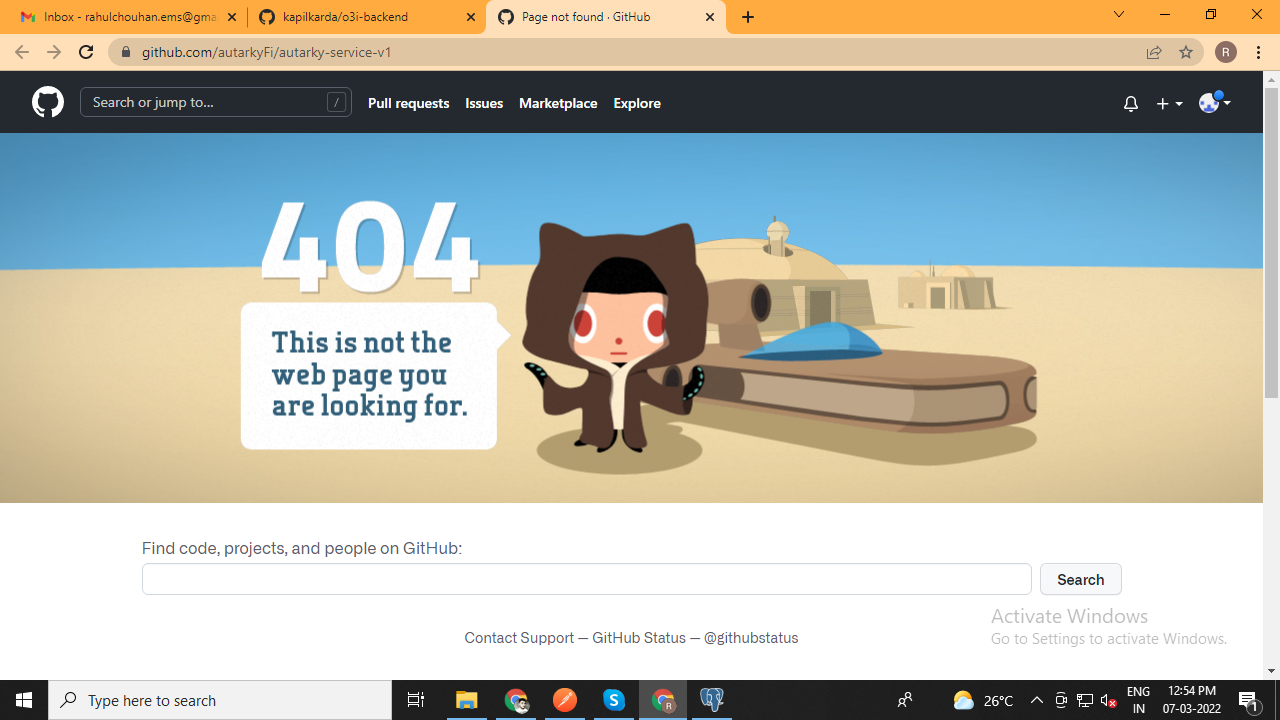 Inbox - rahulchouhan.ems@gma
kapilkarda/o3i-backend
Page not found · GitHub
github.com/autarkyFi/autarky-service-v1
R
Search or jump to...
/
Pull requests
Issues
Marketplace
Explore
404
This is not the
web page you
are looking for.
Find code, projects, and people on GitHub:
Search
Activate Windows
Go to Settings to activate Windows.
Contact Support — GitHub Status — @githubstatus
Type here to search
R
26°C
ENG
IN
12:54 PM
07-03-2022
1